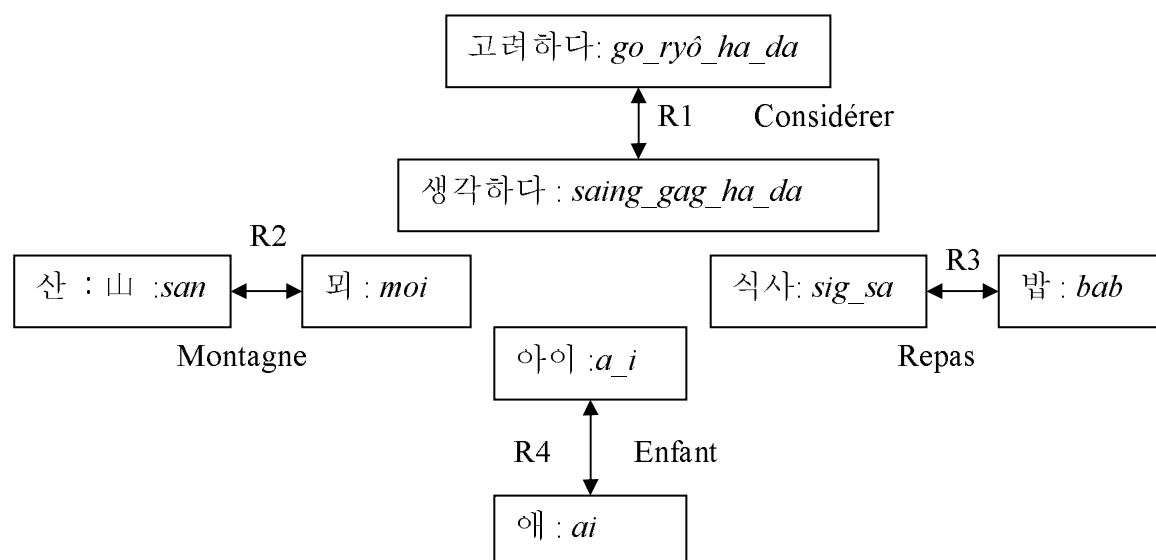 고려하다: go_ryô_ha_da
R1 Considérer
생각하다 : saing_gag_ha_da
R2
산 : 山 :san
뫼 : moi
Montagne
R3
식사: sig_sa
밥 : bab
Repas
아이 :a_i
R4 Enfant
애 : ai